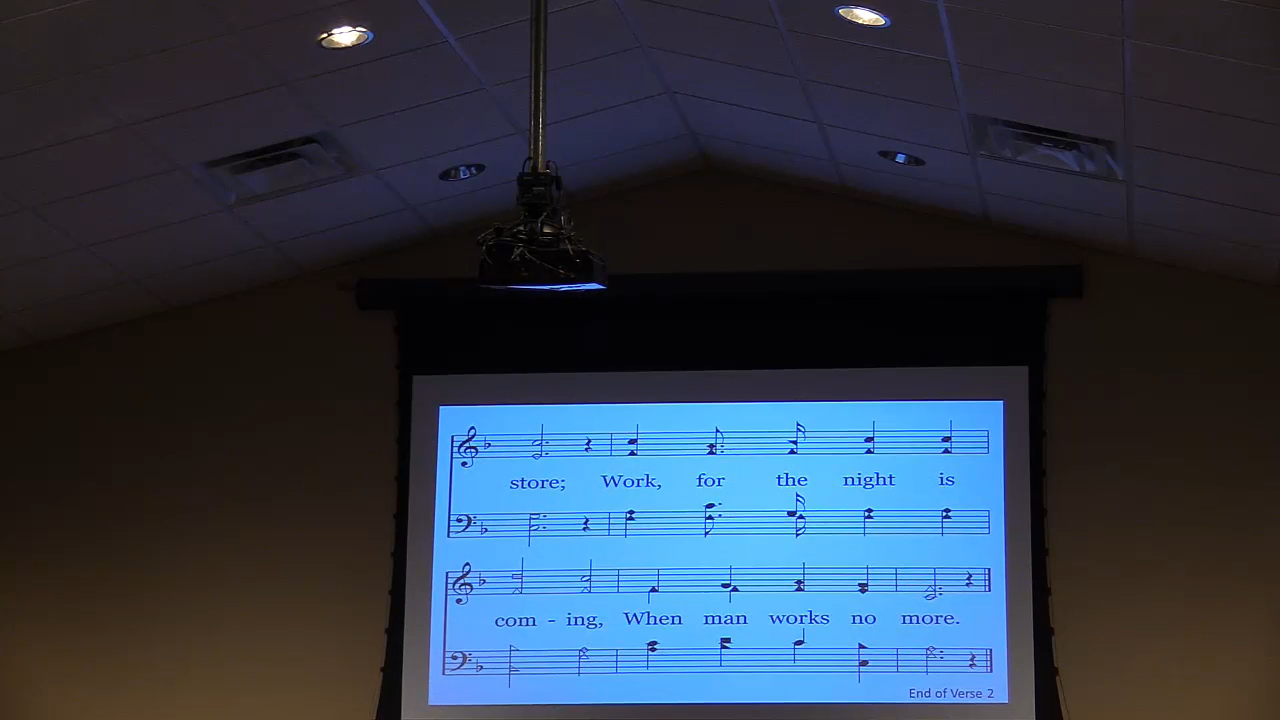 store; Work, for the night is
com - ing, When man works no more.
End of Verse 2